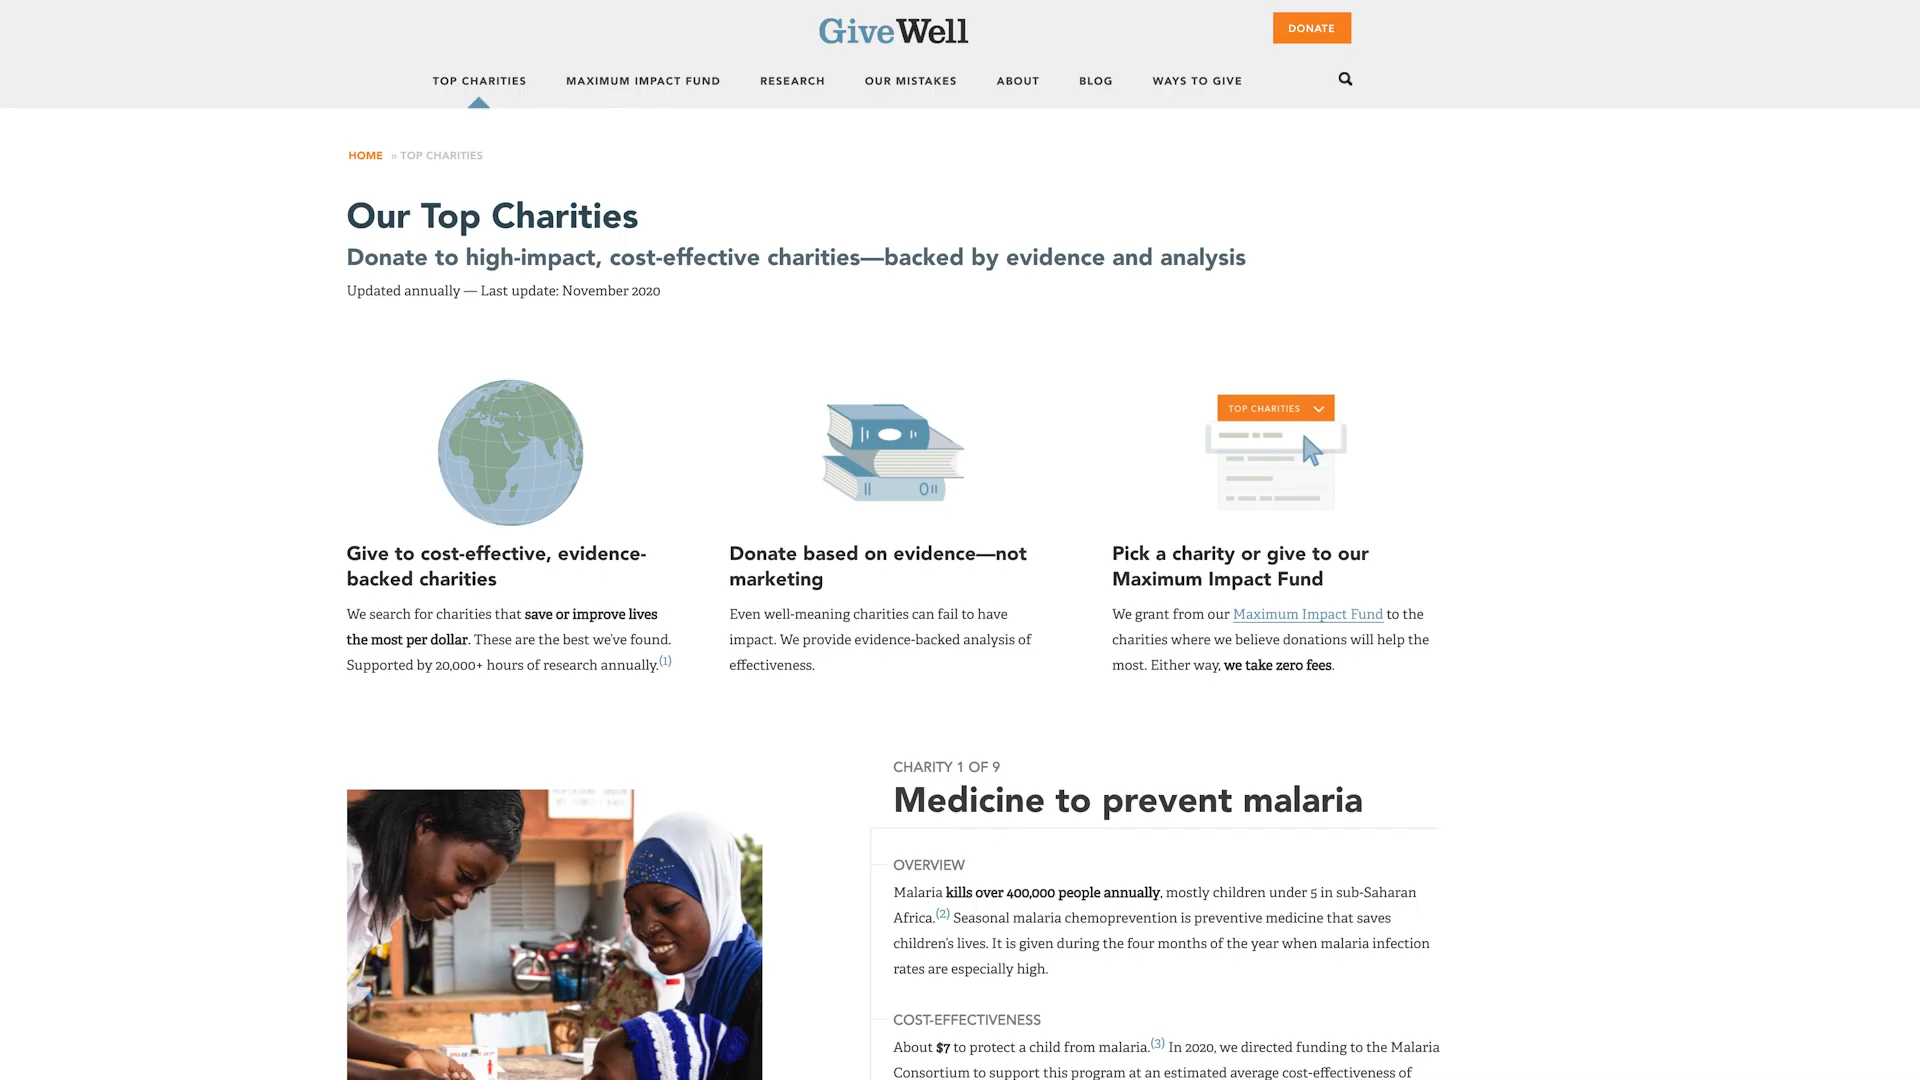 GiveWell
DONATE
TOP CHARITIES MAXIMUM IMPACT FUND RESEARCH OUR MISTAKES ABOUT BLOG WAYS TO GIVE
HOME » TOP CHARITIES
Our Top Charities
Donate to high-impact, cost-effective charities—backed by evidence and analysis
Updated annually — Last update: November 2020
TOP CHARITIES
Give to cost-effective, evidence-
backed charities
We search for charities that save or improve lives
the most per dollar. These are the best we've found.
Supported by 20,000+ hours of research annually.(1)
Donate based on evidence—not
marketing
Even well-meaning charities can fail to have
impact. We provide evidence-backed analysis of
effectiveness.
Pick a charity or give to our
Maximum Impact Fund
We grant from our Maximum Impact Fund to the
charities where we believe donations will help the
most. Either way, we take zero fees.
CHARITY 1 OF 9
Medicine to prevent malaria
OVERVIEW
Malaria kills over 400,000 people annually, mostly children under 5 in sub-Saharan
Africa.(2) Seasonal malaria chemoprevention is preventive medicine that saves
children's lives. It is given during the four months of the year when malaria infection
rates are especially high.
COST-EFFECTIVENESS
About $7 to protect a child from malaria.(3) In 2020, we directed funding to the Malaria
Consortium to support this program at an estimated average cost-effectiveness of